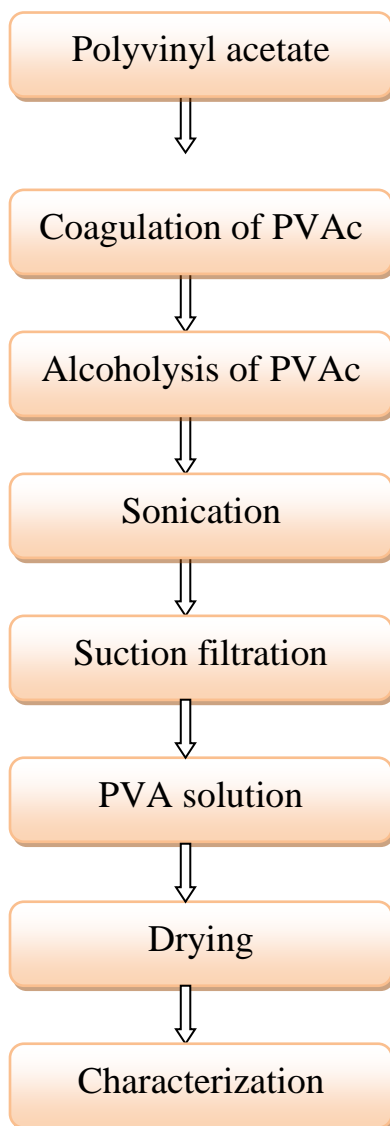 Polyvinyl acetate
Coagulation of PVAc
Alcoholysis of PVAc
Sonication
Suction filtration
PVA solution
Drying
Characterization